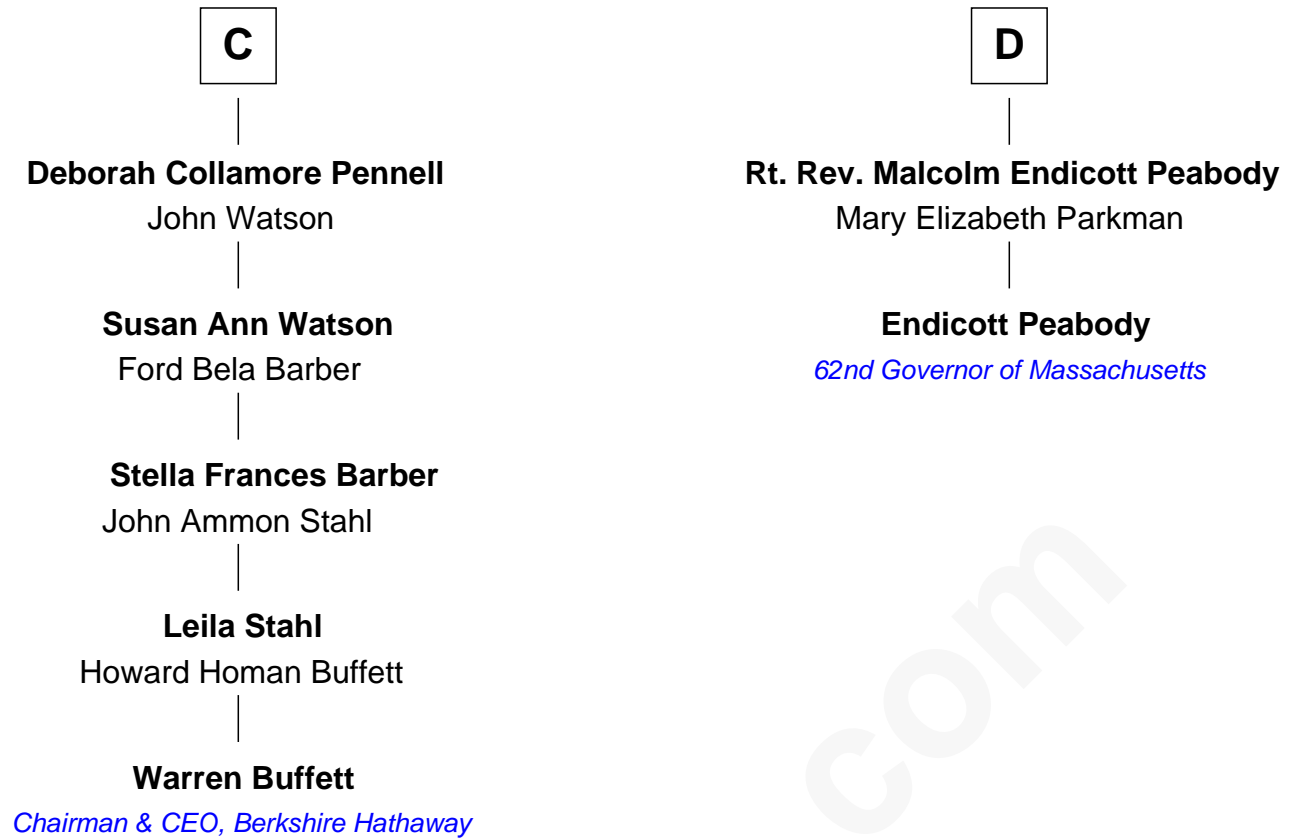 C
Deborah Collamore Pennell
John Watson
Susan Ann Watson
Ford Bela Barber
Stella Frances Barber
John Ammon Stahl
Leila Stahl
Howard Homan Buffett
Warren Buffett
Chairman & CEO, Berkshire Hathaway
D
Rt. Rev. Malcolm Endicott Peabody
Mary Elizabeth Parkman
Endicott Peabody
62nd Governor of Massachusetts
com